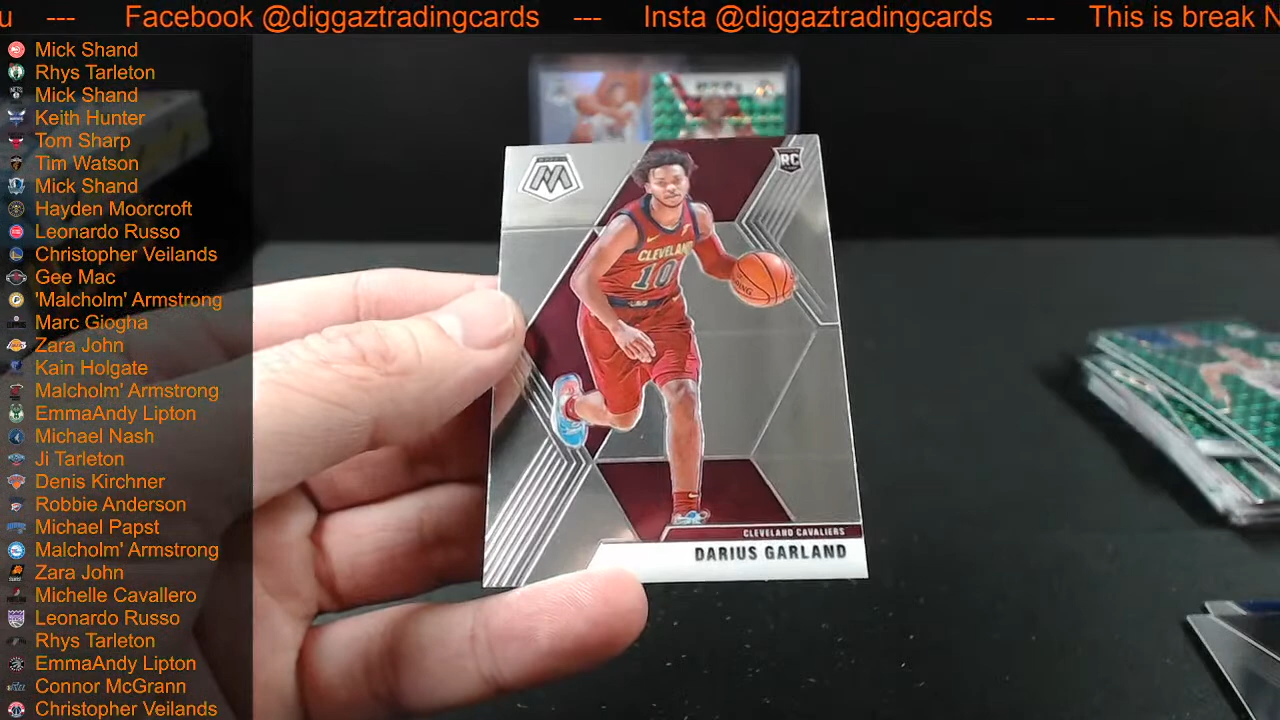 u --- Facebook @diggaztradingcards --- Insta @diggaztradingcards --- This is break N
Mick Shand
Rhys Tarleton
Mick Shand
Keith Hunter
Tom Sharp
Tim Watson
Mick Shand
Hayden Moorcroft
Leonardo Russo
Christopher Veilands
Gee Mac
'Malcholm' Armstrong
Marc Giogha
Zara John
Kain Holgate
Malcholm' Armstrong
EmmaAndy Lipton
Michael Nash
Ji Tarleton
Denis Kirchner
Robbie Anderson
Michael Papst
Malcholm' Armstrong
Zara John
Michelle Cavallero
Leonardo Russo
Rhys Tarleton
EmmaAndy Lipton
Connor McGrann
Christopher Veilands
RC
CLEVELAND
10
CLEVELAND CAVALIERS
DARIUS GARLAND